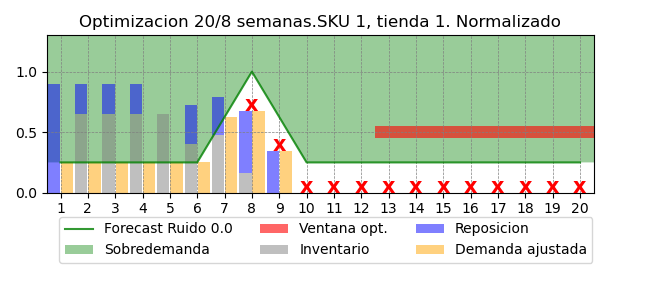 Optimizacion 20/8 semanas.SKU 1, tienda 1. Normalizado
1.0
0.5
0.0
1 2 3 4 5 6 7 8 9 10 11 12 13 14 15 16 17 18 19 20
X X X X X X X X X X X X X
Forecast Ruido 0.0 Ventana opt. Reposicion
Sobredemanda Inventario Demanda ajustada